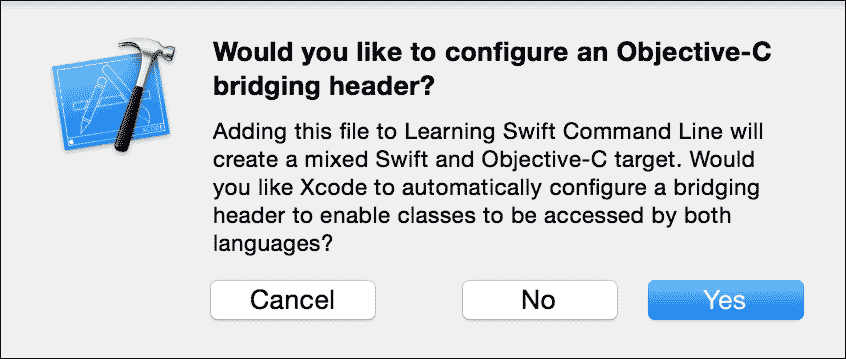 Would you like to configure an Objective-C
bridging header?
Adding this file to Learning Swift Command Line will
create a mixed Swift and Objective-C target. Would
you like Xcode to automatically configure a bridging
header to enable classes to be accessed by both
languages?
Cancel No Yes